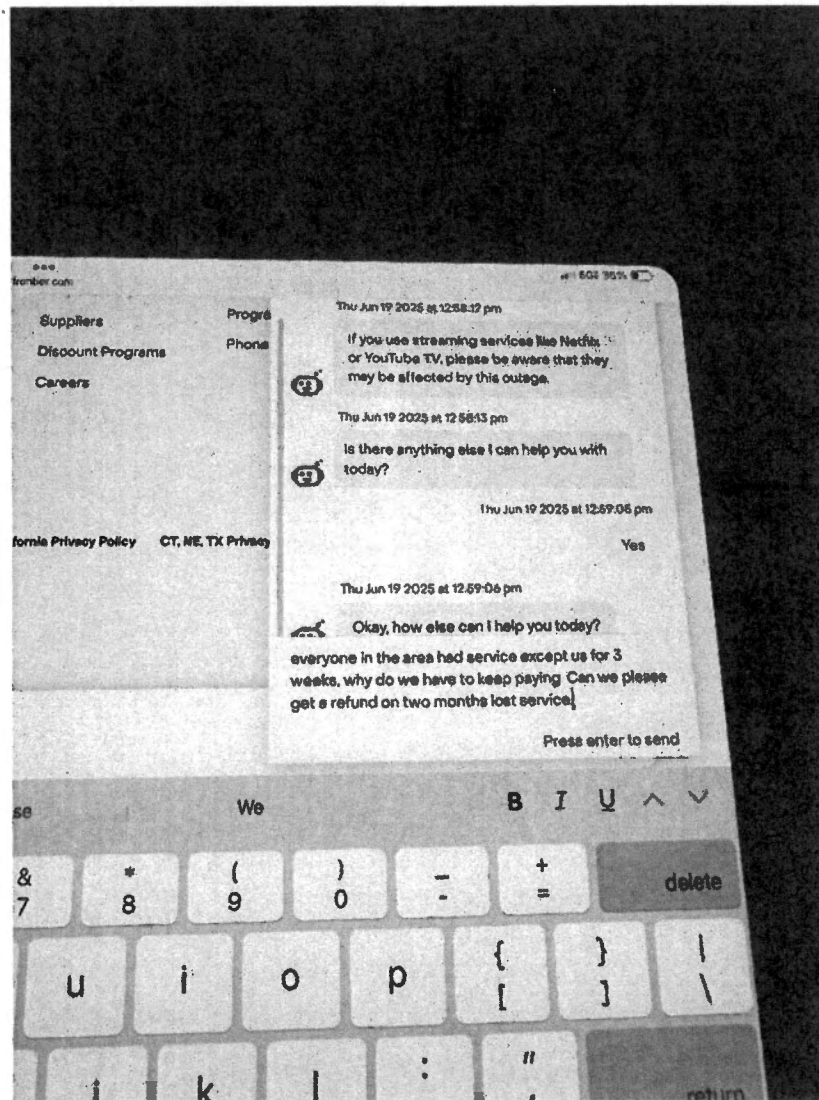 frontier.com
Suppliers
Discount Programs
Careers
Phone
Thu Jun 19 2025 at 12:58:12 pm
If you use streaming services like Netflix
or YouTube TV, please be aware that they
may be affected by this outage.
Thu Jun 19 2025 at 12:58:13 pm
Is there anything else I can help you with
today?
Thu Jun 19 2025 at 12:59:06 pm
Yes
Privacy Policy
CT, NE, TX Privacy
Thu Jun 19 2025 at 12:59:06 pm
Okay, how else can I help you today?
everyone in the area had service except us for 3
weeks, why do we have to keep paying Can we please
get a refund on two months lost service
Press enter to send
se
We
B I U
& * ( ) _ +
7 8 9 0 - =
delete
u i o p { } |
[ ] \
j k l : "
return